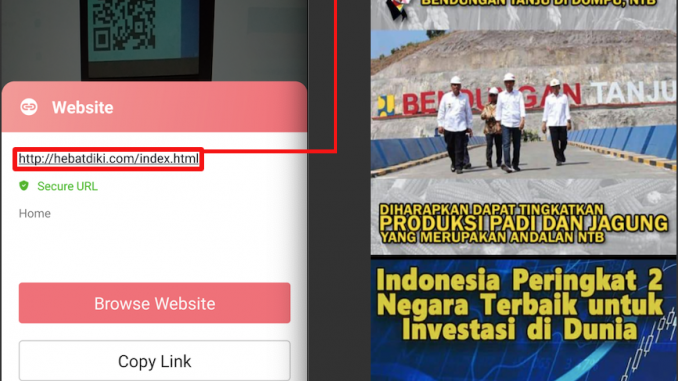 Website
http://hebatdiki.com/index.html
Secure URL
Home
Browse Website
Copy Link
BENDUNGAN TANJU DI DOMPU, NTB
BENDUNGAN TANJU
DIHARAPKAN DAPAT TINGKATKAN
PRODUKSI PADI DAN JAGUNG
YANG MERUPAKAN ANDALAN NTB
Indonesia Peringkat 2
Negara Terbaik untuk
Investasi di Dunia